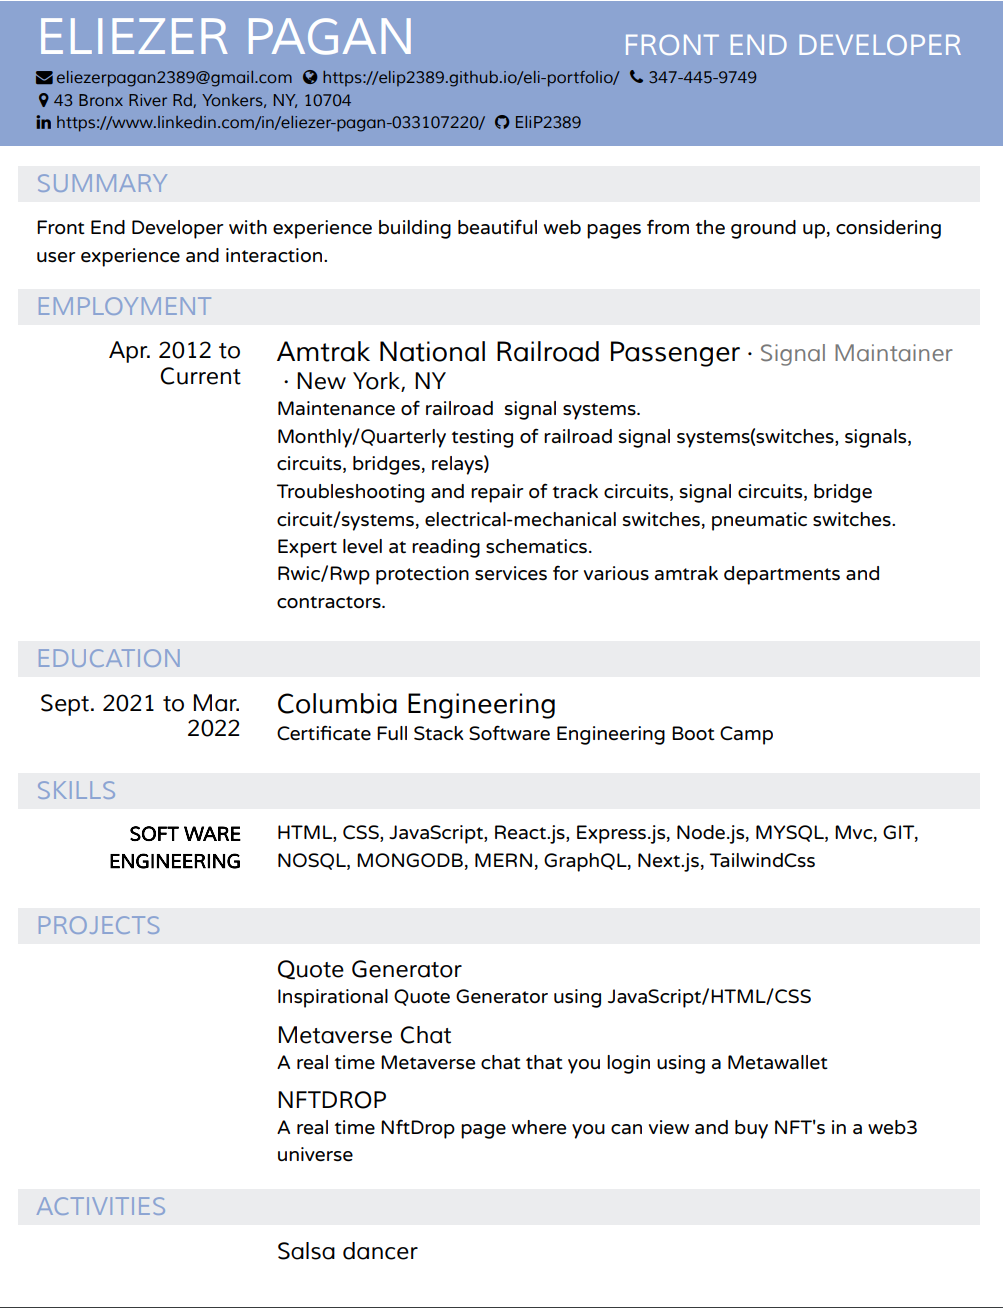 ELIEZER PAGAN
FRONT END DEVELOPER
eliezerpagan2389@gmail.com https://elip2389.github.io/eli-portfolio/ 347-445-9749
43 Bronx River Rd, Yonkers, NY, 10704
https://www.linkedin.com/in/eliezer-pagan-033107220/ EliP2389
SUMMARY
Front End Developer with experience building beautiful web pages from the ground up, considering
user experience and interaction.
EMPLOYMENT
Apr. 2012 to
Current
Amtrak National Railroad Passenger · Signal Maintainer
· New York, NY
Maintenance of railroad  signal systems.
Monthly/Quarterly testing of railroad signal systems(switches, signals,
circuits, bridges, relays)
Troubleshooting and repair of track circuits, signal circuits, bridge
circuit/systems, electrical-mechanical switches, pneumatic switches.
Expert level at reading schematics.
Rwic/Rwp protection services for various amtrak departments and
contractors.
EDUCATION
Sept. 2021 to Mar.
2022
Columbia Engineering
Certificate Full Stack Software Engineering Boot Camp
SKILLS
SOFT WARE
ENGINEERING
HTML, CSS, JavaScript, React.js, Express.js, Node.js, MYSQL, Mvc, GIT,
NOSQL, MONGODB, MERN, GraphQL, Next.js, TailwindCss
PROJECTS
Quote Generator
Inspirational Quote Generator using JavaScript/HTML/CSS
Metaverse Chat
A real time Metaverse chat that you login using a Metawallet
NFTDROP
A real time NftDrop page where you can view and buy NFT's in a web3
universe
ACTIVITIES
Salsa dancer